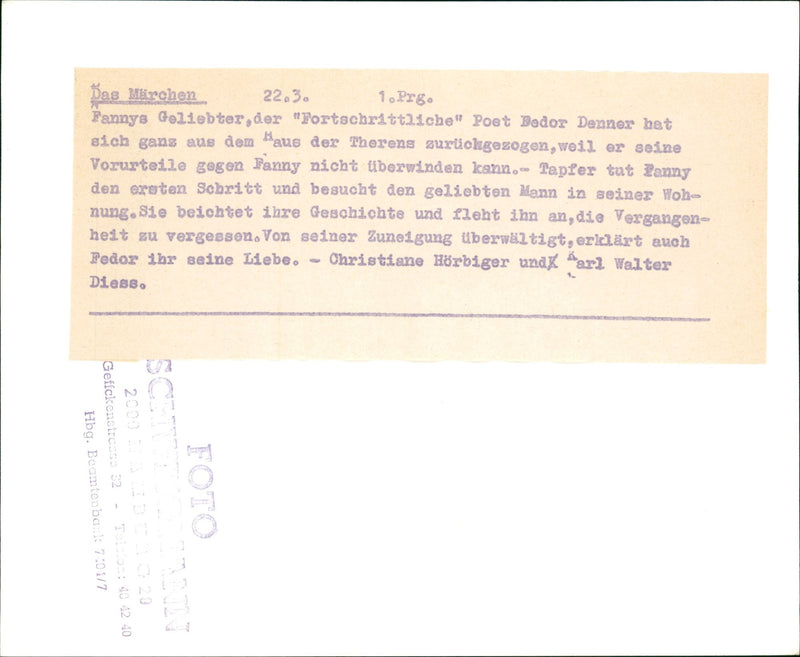 Das Märchen 22.3. 1.Prg.
Fannys Geliebter,der "Fortschrittliche" Poet Fedor Denner hat
sich ganz aus dem Haus der Therens zurückgezogen,weil er seine
Vorurteile gegen Fanny nicht überwinden kann.- Tapfer tut Fanny
den ersten Schritt und besucht den geliebten Mann in seiner Woh-
nung.Sie beichtet ihre Geschichte und fleht ihn an,die Vergangen-
heit zu vergessen.Von seiner Zuneigung überwältigt,erklärt auch
Fedor ihr seine Liebe. - Christiane Hörbiger und Karl Walter
Diess.
FOTO
2000 HAMBURG 20
Gefickenstrasse 32 - Telefon: 40 42 40
Hbg. Beamtenbank 7101/7